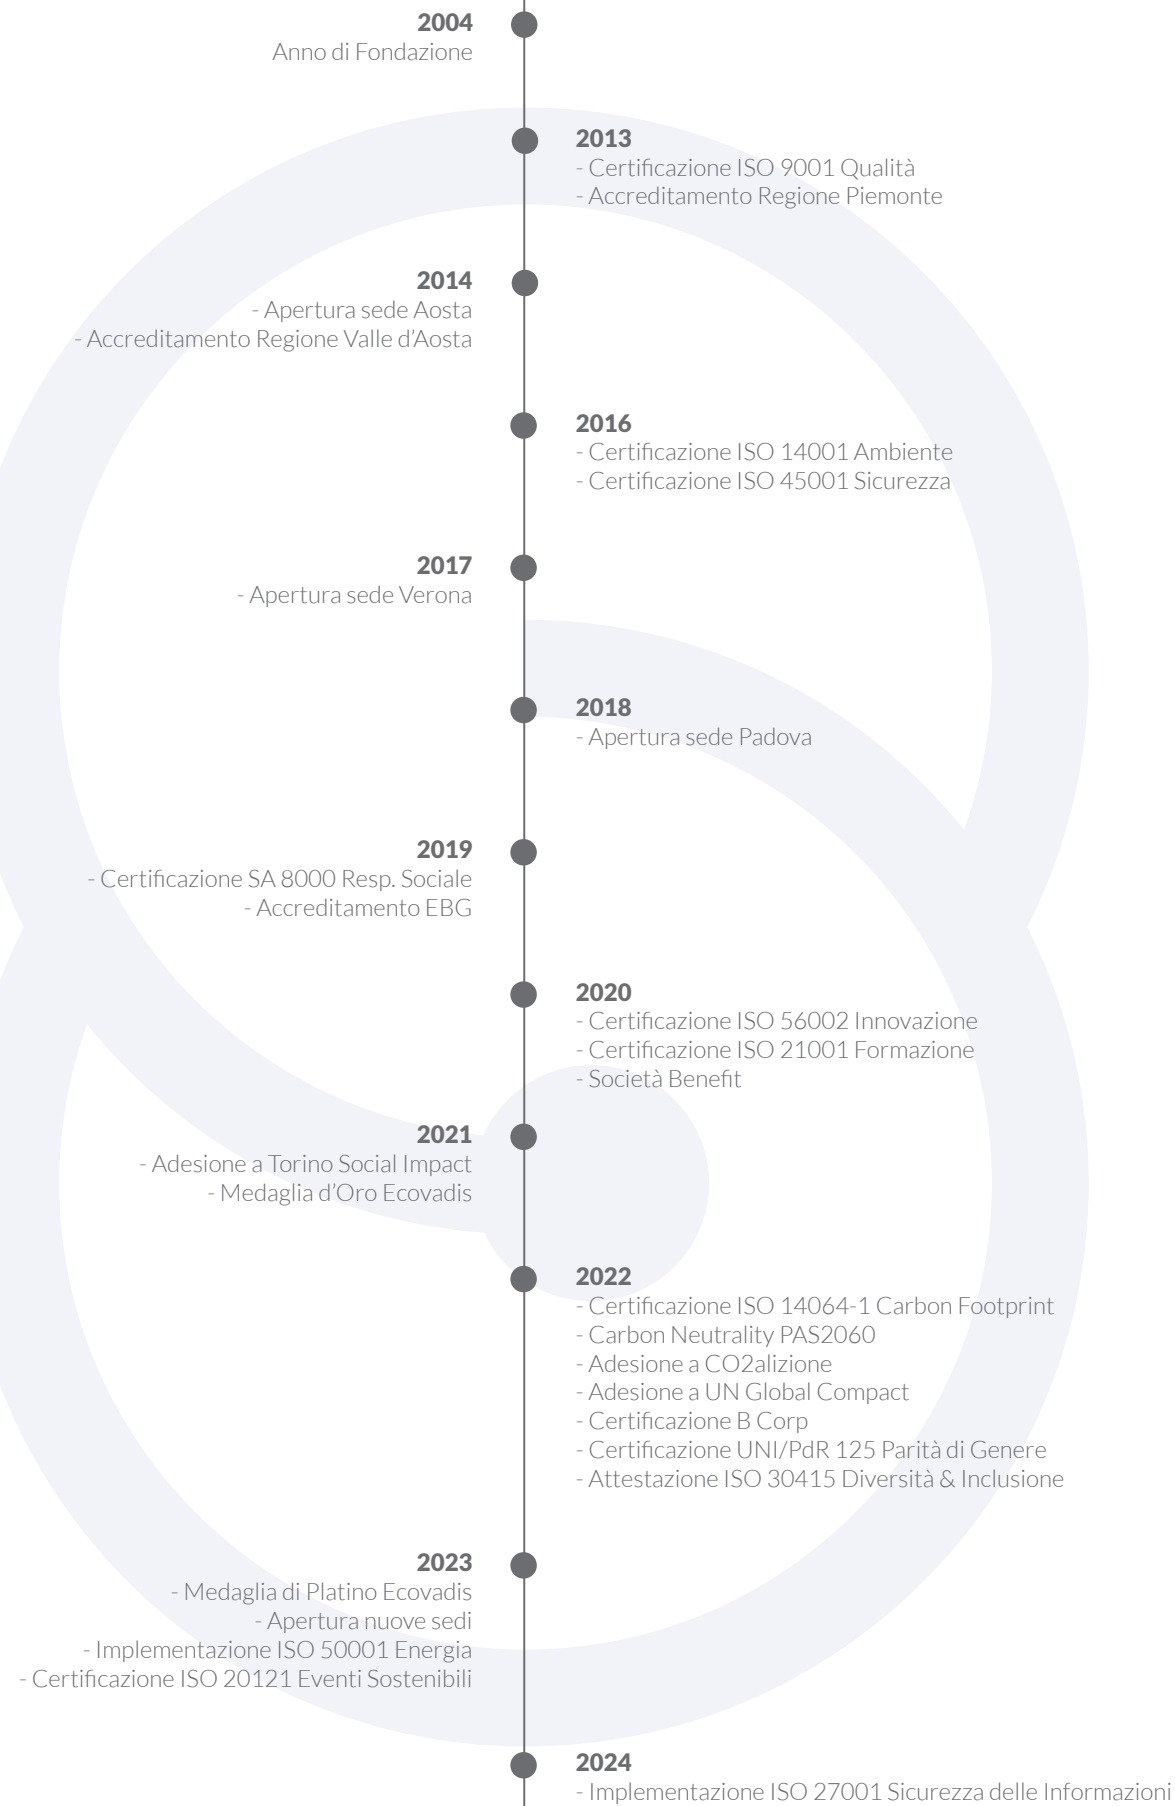 2004
Anno di Fondazione
2013
- Certificazione ISO 9001 Qualità
- Accreditamento Regione Piemonte
2014
- Apertura sede Aosta
- Accreditamento Regione Valle d’Aosta
2016
- Certificazione ISO 14001 Ambiente
- Certificazione ISO 45001 Sicurezza
2017
- Apertura sede Verona
2018
- Apertura sede Padova
2019
- Certificazione SA 8000 Resp. Sociale
- Accreditamento EBG
2020
- Certificazione ISO 56002 Innovazione
- Certificazione ISO 21001 Formazione
- Società Benefit
2021
- Adesione a Torino Social Impact
- Medaglia d’Oro Ecovadis
2022
- Certificazione ISO 14064-1 Carbon Footprint
- Carbon Neutrality PAS2060
- Adesione a CO2alizione
- Adesione a UN Global Compact
- Certificazione B Corp
- Certificazione UNI/PdR 125 Parità di Genere
- Attestazione ISO 30415 Diversità & Inclusione
2023
- Medaglia di Platino Ecovadis
- Apertura nuove sedi
- Implementazione ISO 50001 Energia
- Certificazione ISO 20121 Eventi Sostenibili
2024
- Implementazione ISO 27001 Sicurezza delle Informazioni